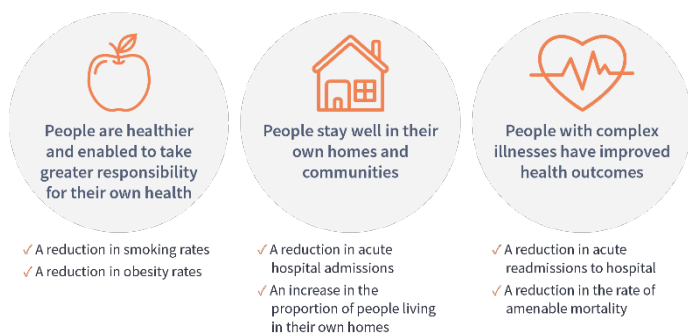 People are healthier
and enabled to take
greater responsibility
for their own health
✓ A reduction in smoking rates
✓ A reduction in obesity rates
People stay well in their
own homes and
communities
✓ A reduction in acute
hospital admissions
✓ An increase in the
proportion of people living
in their own homes
People with complex
illnesses have improved
health outcomes
✓ A reduction in acute
readmissions to hospital
✓ A reduction in the rate of
amenable mortality